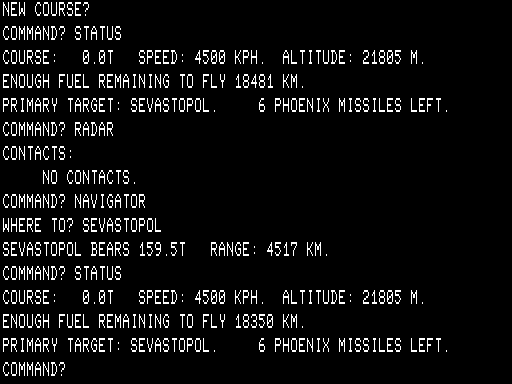 NEW COURSE?
COMMAND? STATUS
COURSE:   0.0T   SPEED: 4500 KPH.  ALTITUDE: 21805 M.
ENOUGH FUEL REMAINING TO FLY 18481 KM.
PRIMARY TARGET: SEVASTOPOL.     6 PHOENIX MISSILES LEFT.
COMMAND? RADAR
CONTACTS:
     NO CONTACTS.
COMMAND? NAVIGATOR
WHERE TO? SEVASTOPOL
SEVASTOPOL BEARS 159.5T   RANGE: 4517 KM.
COMMAND? STATUS
COURSE:   0.0T   SPEED: 4500 KPH.  ALTITUDE: 21805 M.
ENOUGH FUEL REMAINING TO FLY 18350 KM.
PRIMARY TARGET: SEVASTOPOL.     6 PHOENIX MISSILES LEFT.
COMMAND?